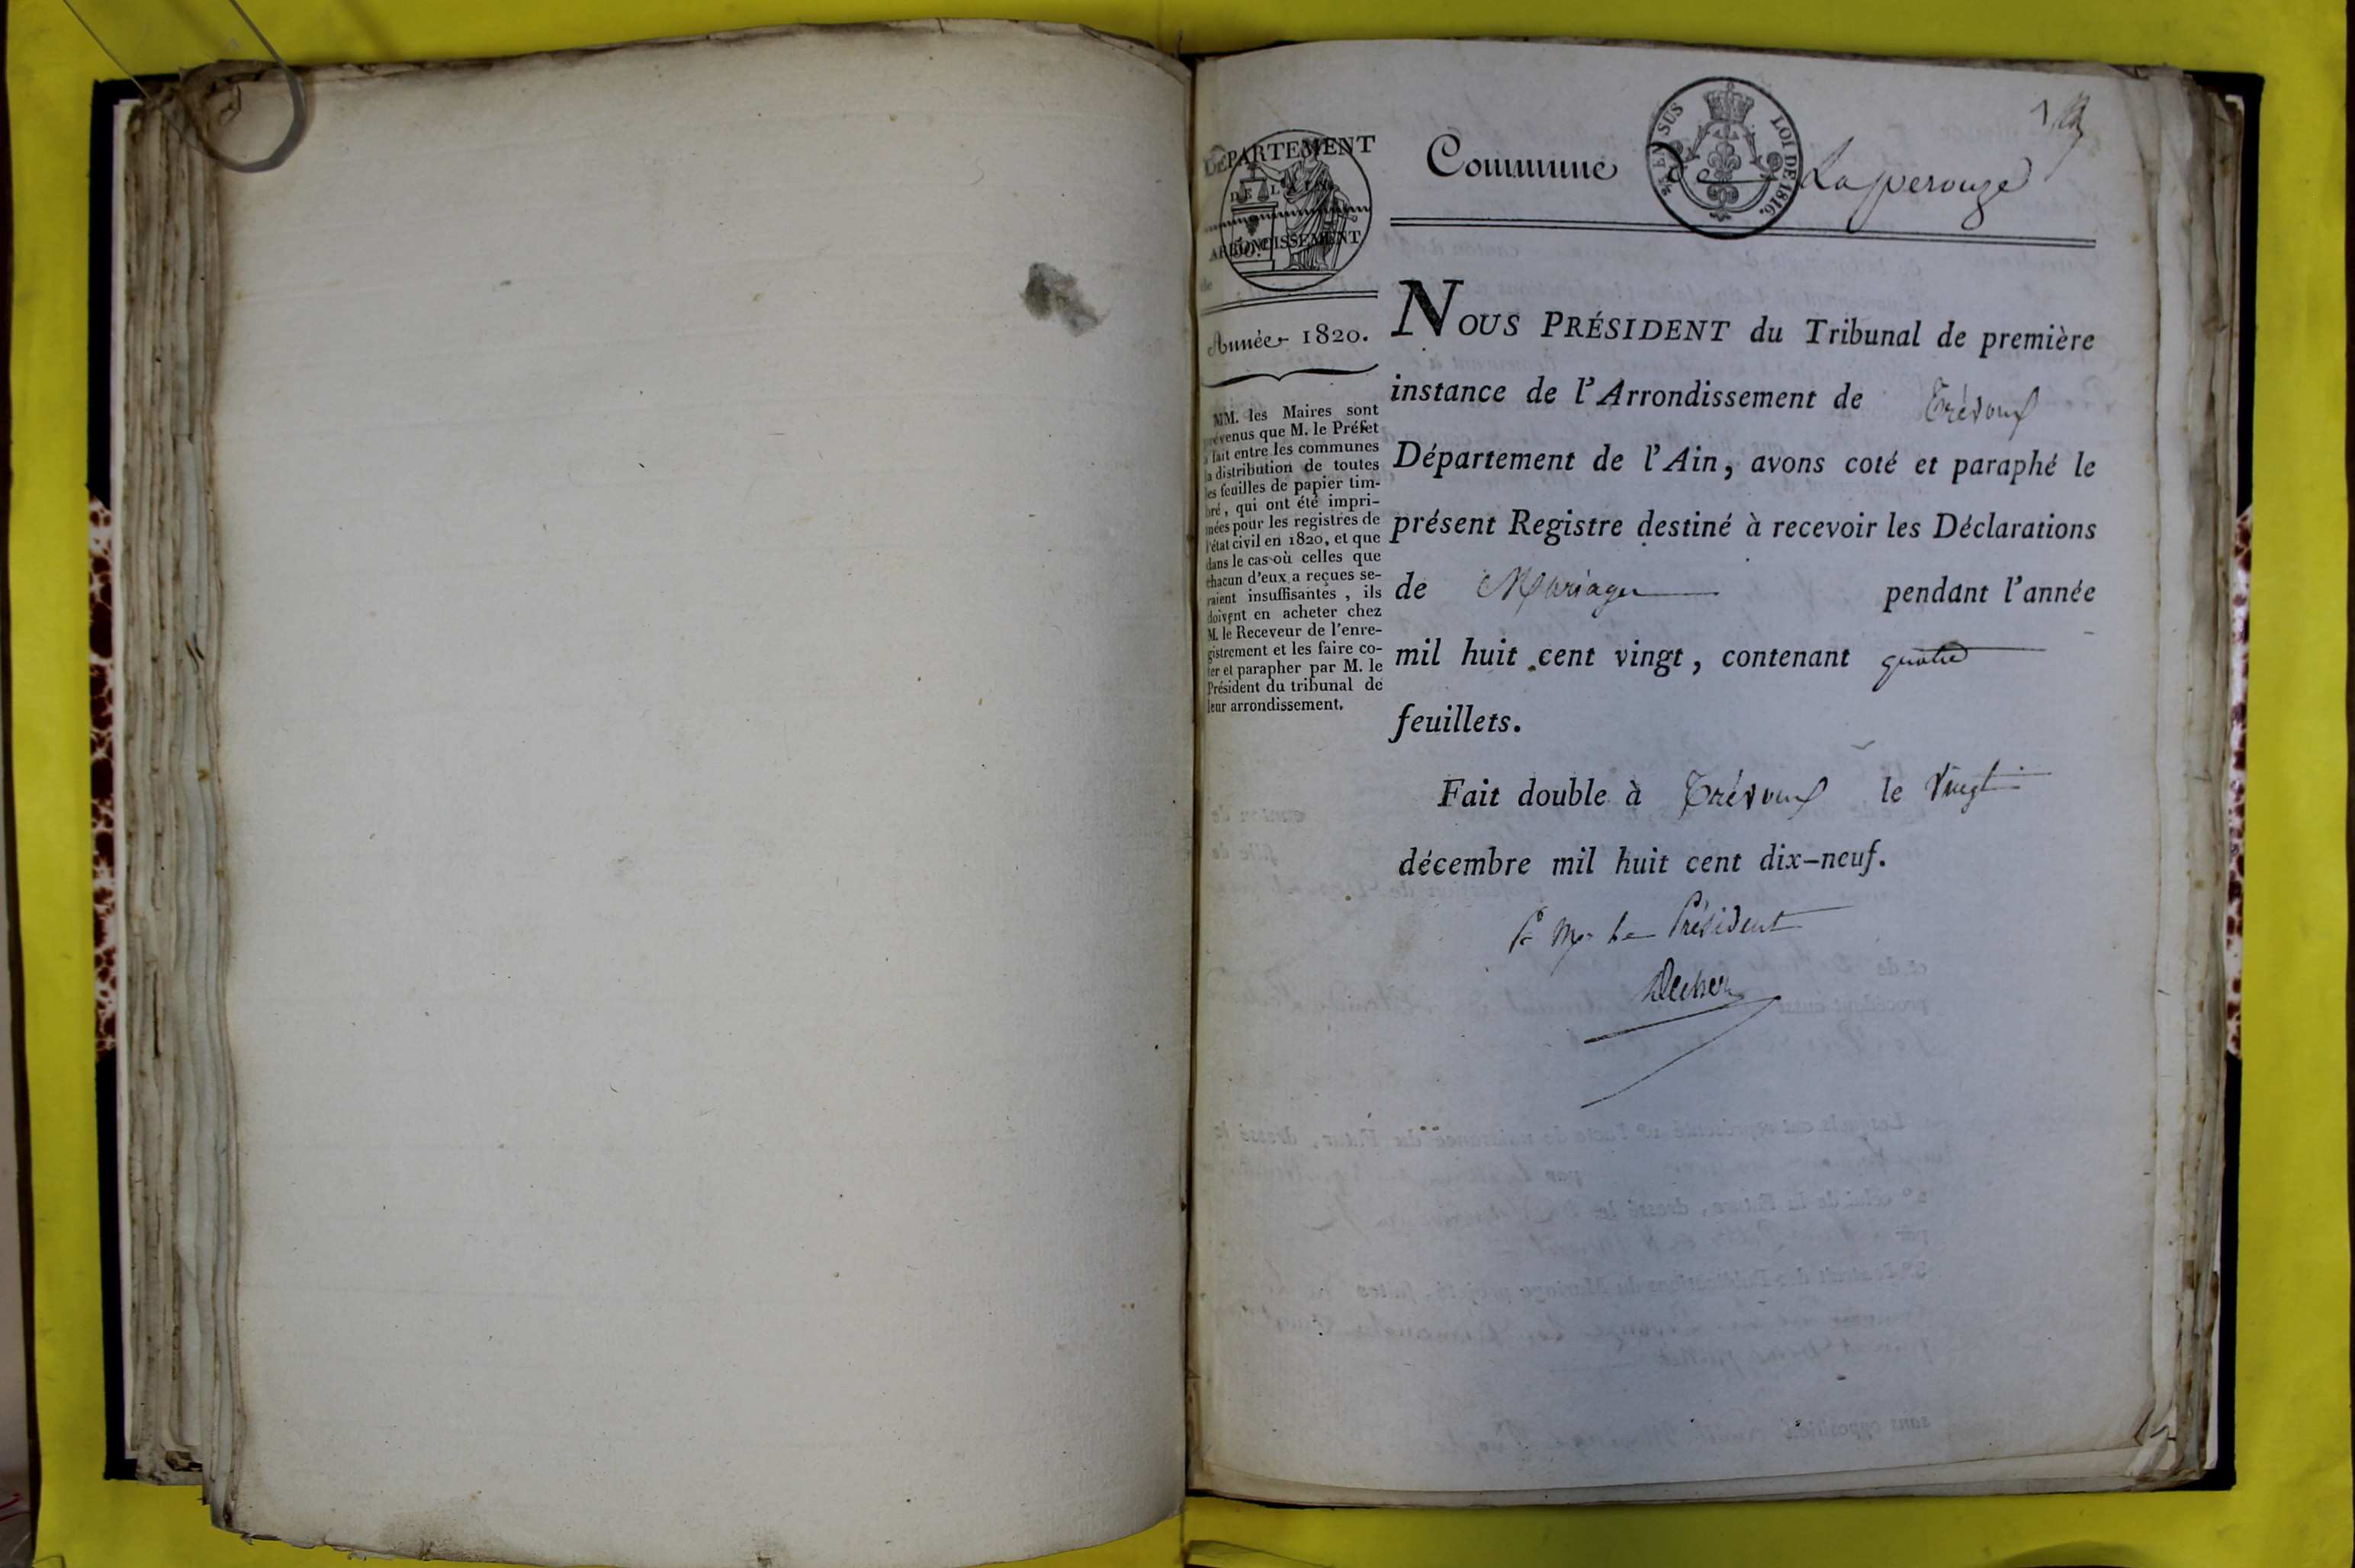 DÉPARTEMENT
DE L'AIN
ARRONDISSEMENT
de
Année 1820.
MM. les Maires sont
prévenus que M. le Préfet
a fait entre les communes
la distribution de toutes
les feuilles de papier tim-
bré, qui ont été impri-
mées pour les registres de
l'état civil en 1820, et que
dans le cas où celles que
chacun d'eux a reçues se-
raient insuffisantes, ils
doivent en acheter chez
M. le Receveur de l'enre-
gistrement et les faire co-
ter et parapher par M. le
Président du tribunal de
leur arrondissement.
1
Commune de Laperouze
SUS
LOI DE 1816.
NOUS PRÉSIDENT du Tribunal de première
instance de l'Arrondissement de Trévoux
Département de l'Ain, avons coté et paraphé le
présent Registre destiné à recevoir les Déclarations
de Mariages pendant l'année
mil huit cent vingt, contenant quatre
feuillets.
Fait double à Trévoux le Vingt
décembre mil huit cent dix-neuf.
Pr Mr Le Président